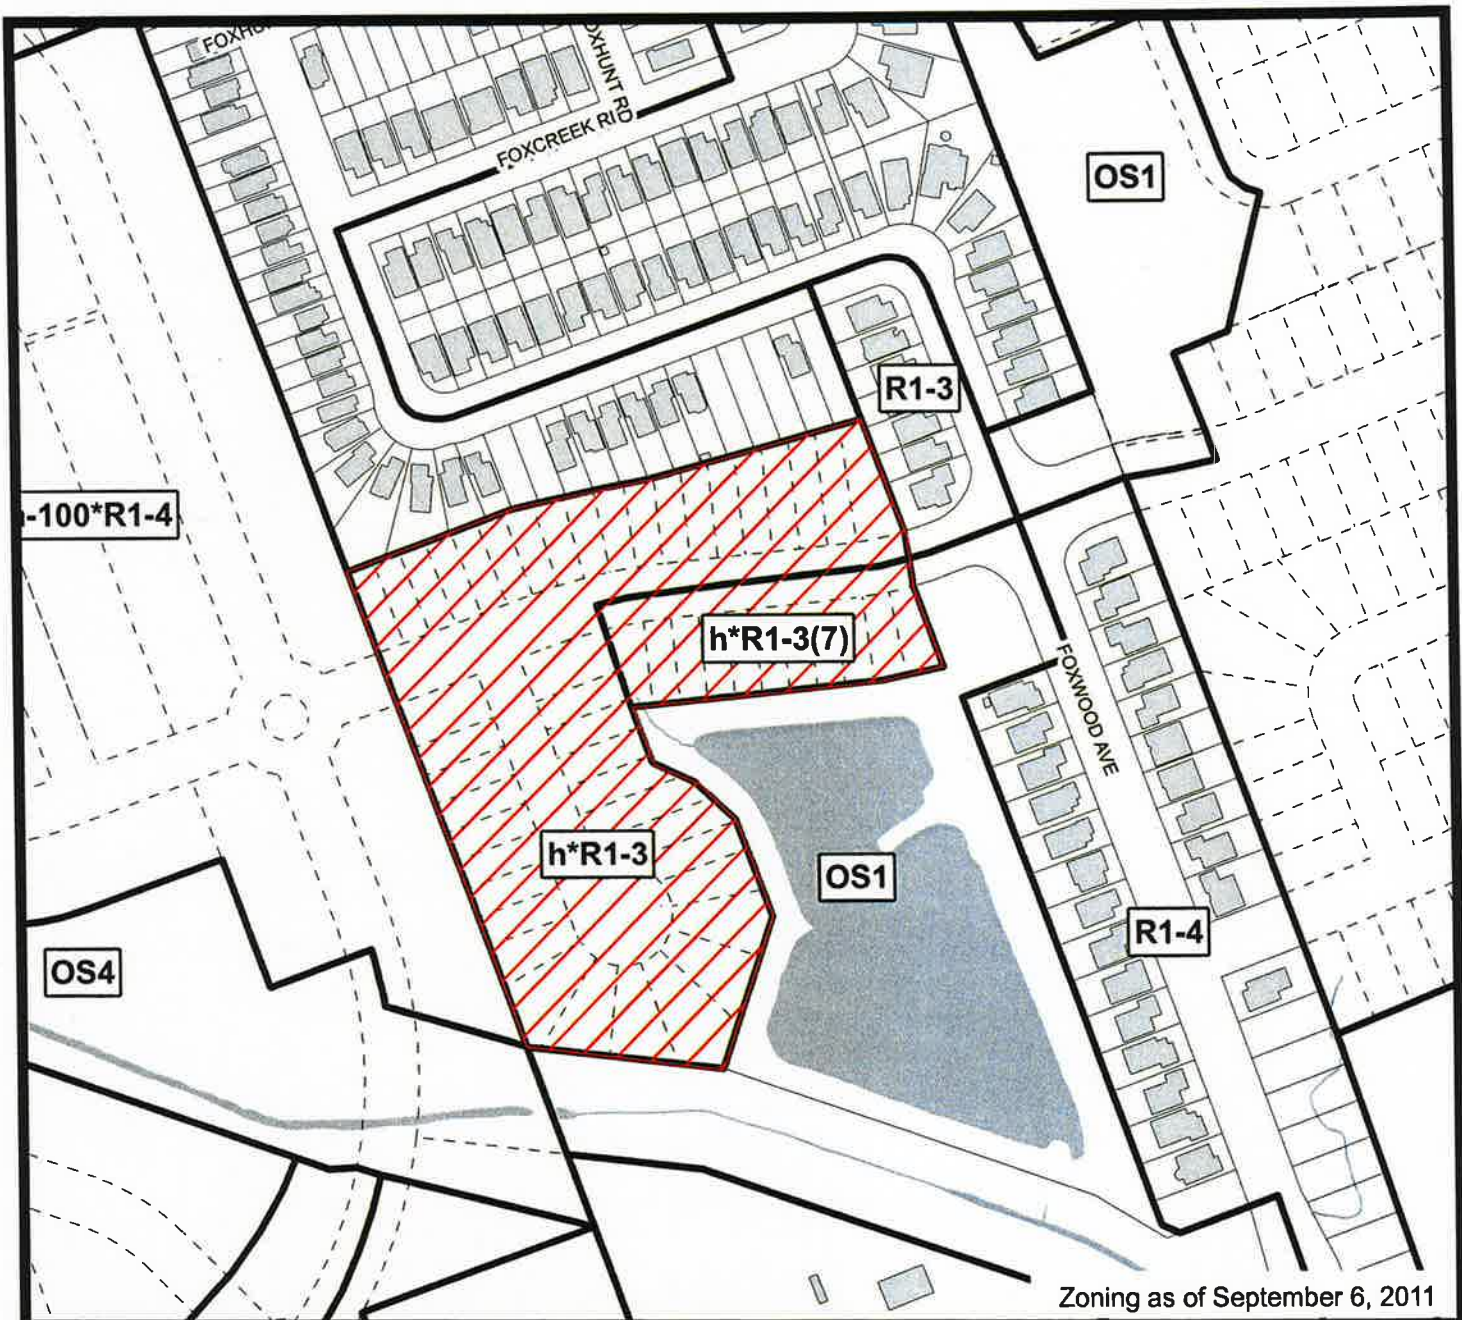 FOXHUNT RD
FOXCREEK RD
OS1
R1-3
-100*R1-4
h*R1-3(7)
FOXWOOD AVE
h*R1-3
OS1
R1-4
OS4
Zoning as of September 6, 2011